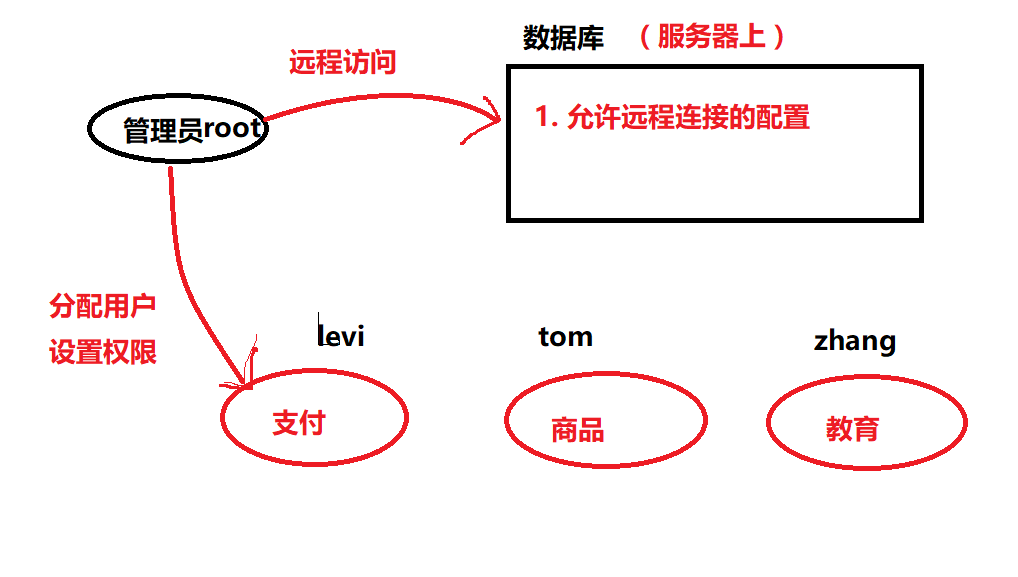 数据库 （服务器上）
远程访问
管理员root
1. 允许远程连接的配置
分配用户
设置权限
levi
tom
zhang
支付
商品
教育